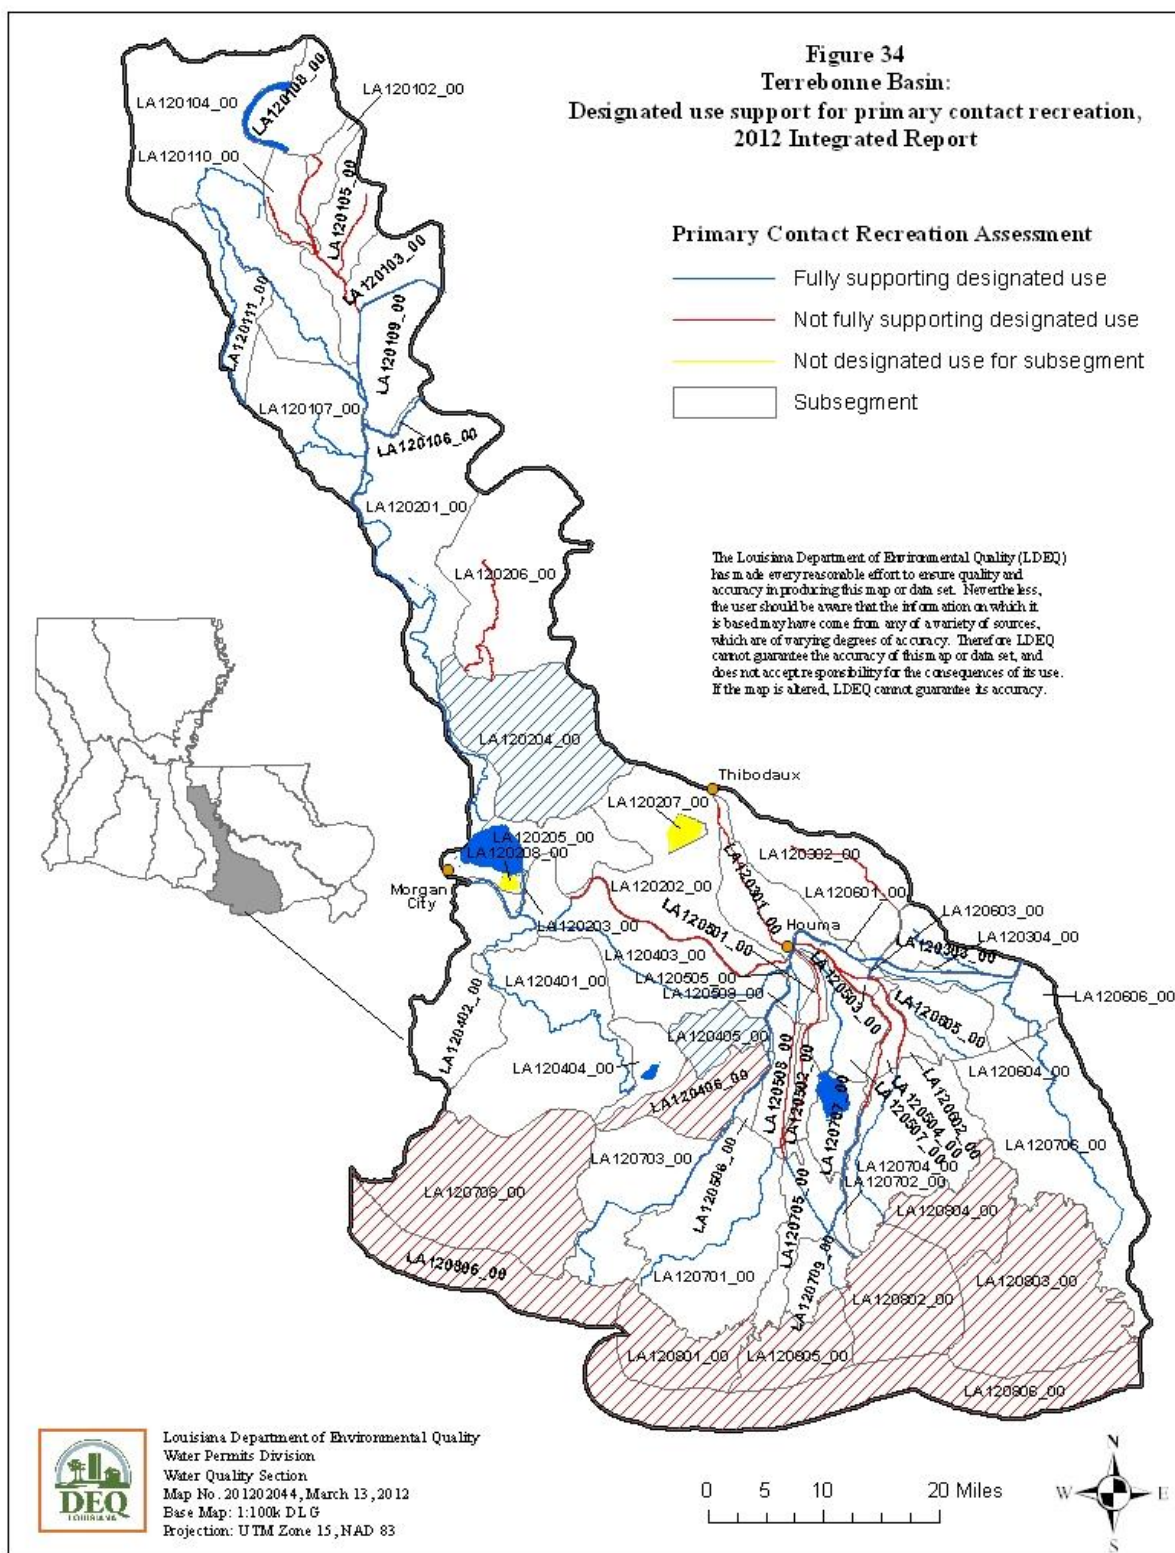 Figure 34
Terrebonne Basin:
Designated use support for primary contact recreation,
2012 Integrated Report
Primary Contact Recreation Assessment
Fully supporting designated use
Not fully supporting designated use
Not designated use for subsegment
Subsegment
LA120104_00
LA120108_00
LA120102_00
LA120110_00
LA120105_00
LA120103_00
LA120111_00
LA120109_00
LA120107_00
LA120106_00
LA120201_00
LA120206_00
The Louisiana Department of Environmental Quality (LDEQ)
has made every reasonable effort to ensure quality and
accuracy in producing this map or data set. Nevertheless,
the user should be aware that the information on which it
is based may have come from any of a variety of sources,
which are of varying degrees of accuracy. Therefore LDEQ
cannot guarantee the accuracy of this map or data set, and
does not accept responsibility for the consequences of its use.
If the map is altered, LDEQ cannot guarantee its accuracy.
LA120204_00
Thibodaux
LA120207_00
LA120205_00
LA120208_00
LA120302_00
Morgan
City
LA120202_00
LA120301_00
LA120601_00
LA120203_00
LA120501_00
Houma
LA120603_00
LA120304_00
LA120403_00
LA120303_00
LA120401_00
LA120505_00
LA120509_00
LA120503_00
LA120606_00
LA120402_00
LA120405_00
LA120605_00
LA120404_00
LA120406_00
LA120508_00
LA120502_00
LA120707_00
LA120604_00
LA120602_00
LA120504_00
LA120507_00
LA120706_00
LA120703_00
LA120506_00
LA120704_00
LA120702_00
LA120708_00
LA120705_00
LA120804_00
LA120806_00
LA120701_00
LA120709_00
LA120803_00
LA120802_00
LA120801_00
LA120805_00
LA120806_00
DEQ
LOUISIANA
Louisiana Department of Environmental Quality
Water Permits Division
Water Quality Section
Map No. 201202044, March 13, 2012
Base Map: 1:100k DLG
Projection: UTM Zone 15, NAD 83
0 5 10 20 Miles
N
W E
S